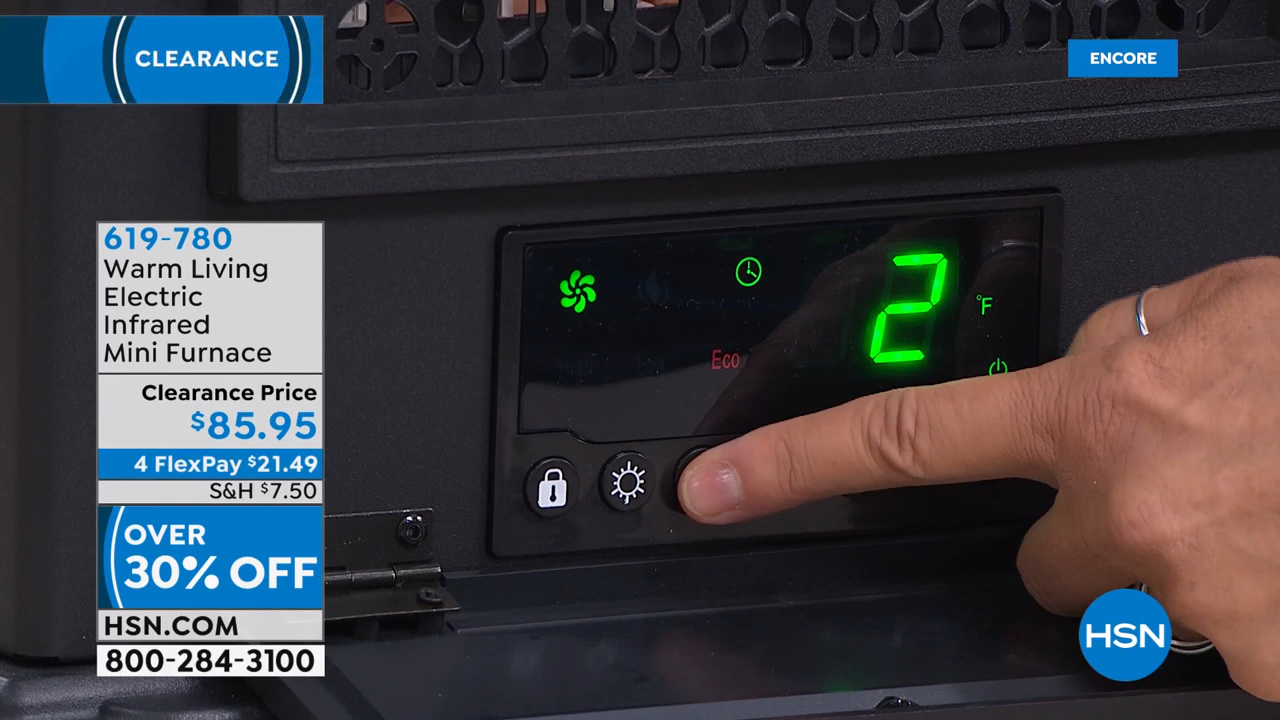 CLEARANCE
ENCORE
619-780
Warm Living
Electric
Infrared
Mini Furnace
Clearance Price
$85.95
4 FlexPay $21.49
S&H $7.50
OVER
30% OFF
HSN.COM
800-284-3100
2
°F
Eco
HSN